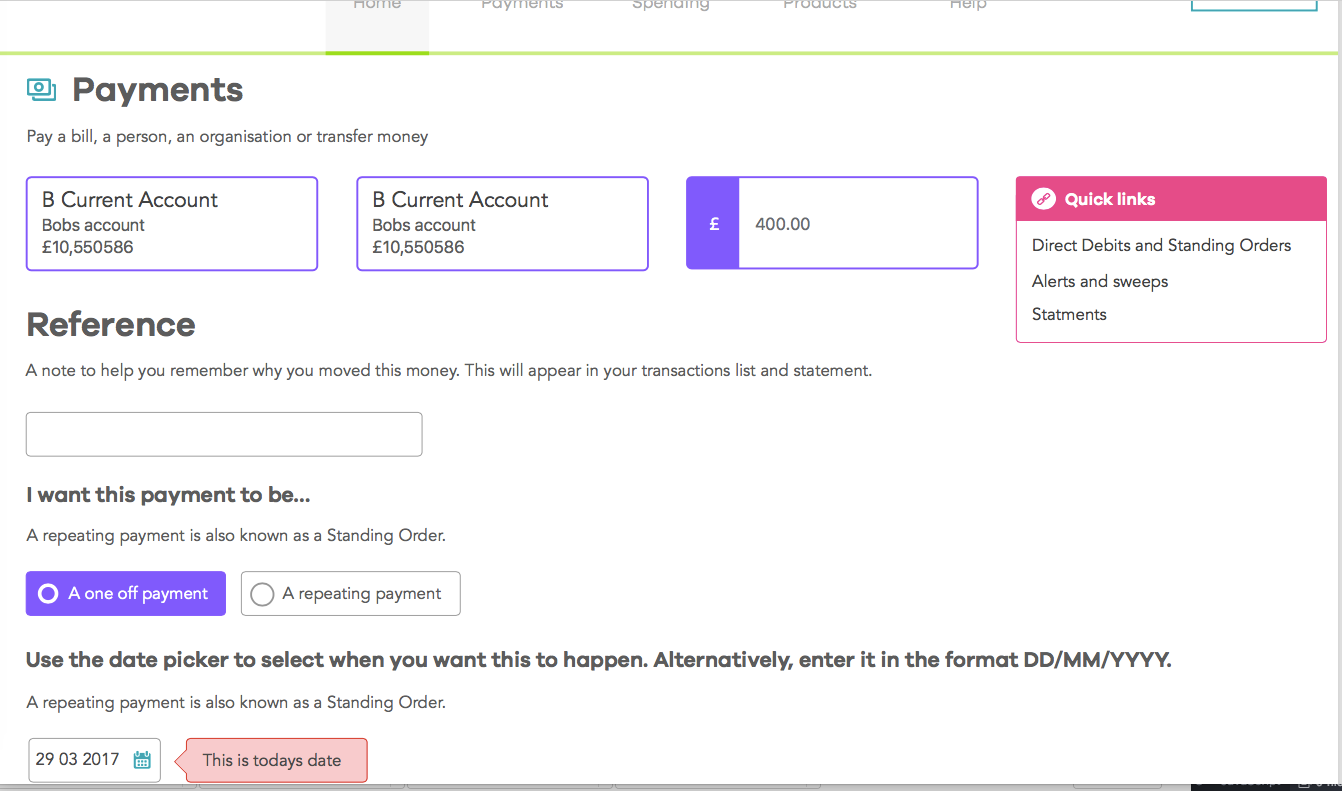 Home Payments Spending Products Help
Payments
Pay a bill, a person, an organisation or transfer money
B Current Account
Bobs account
£10,550586
B Current Account
Bobs account
£10,550586
£ 400.00
Quick links
Direct Debits and Standing Orders
Alerts and sweeps
Statments
Reference
A note to help you remember why you moved this money. This will appear in your transactions list and statement.
I want this payment to be...
A repeating payment is also known as a Standing Order.
A one off payment
A repeating payment
Use the date picker to select when you want this to happen. Alternatively, enter it in the format DD/MM/YYYY.
A repeating payment is also known as a Standing Order.
29 03 2017
This is todays date